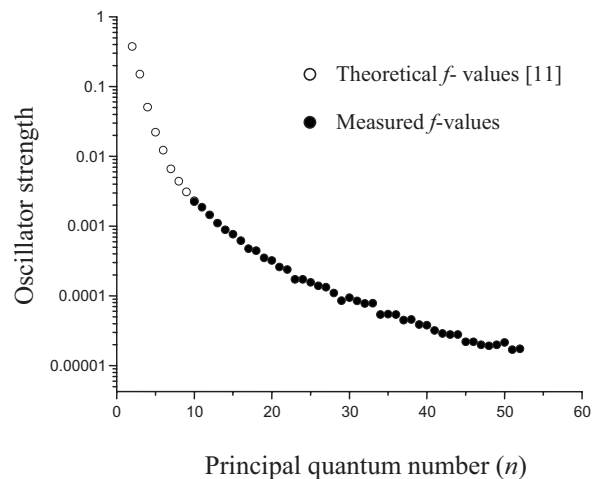 1
0.1
0.01
0.001
0.0001
0.00001
Oscillator strength
Theoretical f- values [11]
Measured f-values
0 10 20 30 40 50 60
Principal quantum number (n)